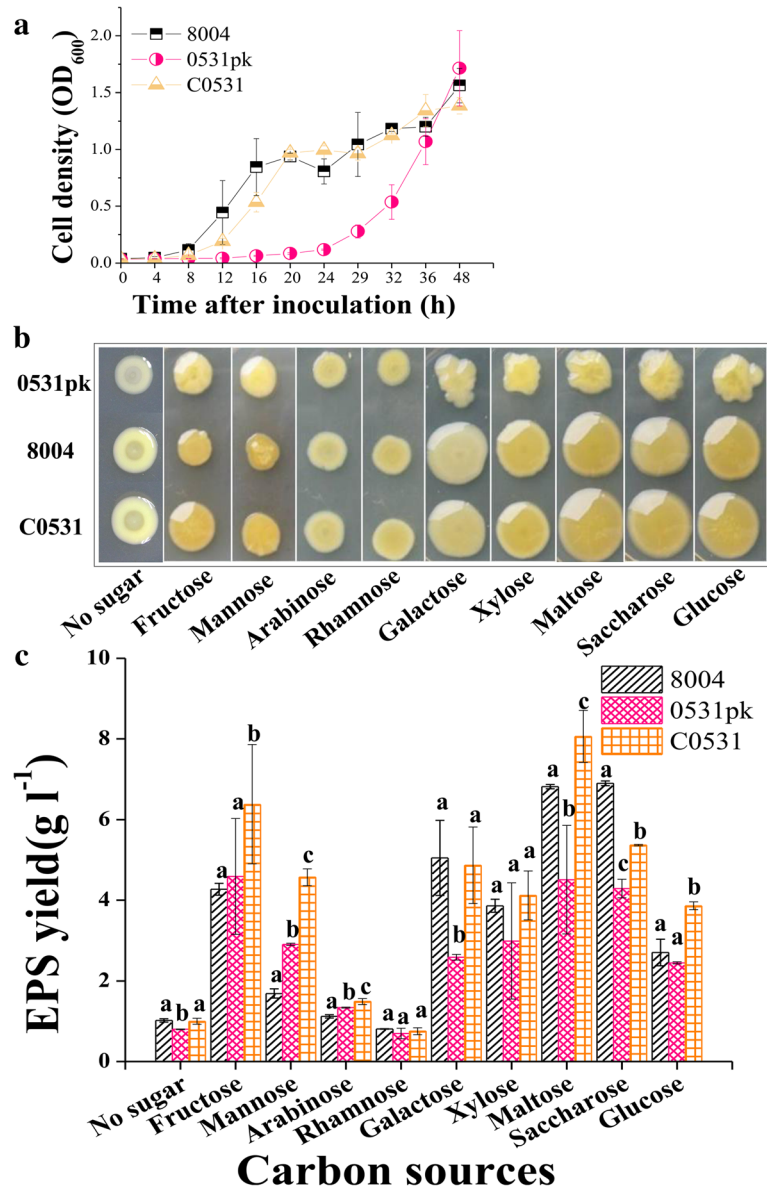 a
8004
0531pk
C0531
Cell density (OD600)
2.0
1.5
1.0
0.5
0.0
0 4 8 12 16 20 24 29 32 36 48
Time after inoculation (h)
b
0531pk
8004
C0531
No sugar Fructose Mannose Arabinose Rhamnose Galactose Xylose Maltose Saccharose Glucose
c
8004
0531pk
C0531
EPS yield(g l-1)
10
8
6
4
2
0
a b a
a a b
a b c
a b c
a a a
a b a
a a a
a b c
a c b
a a b
No sugar Fructose Mannose Arabinose Rhamnose Galactose Xylose Maltose Saccharose Glucose
Carbon sources